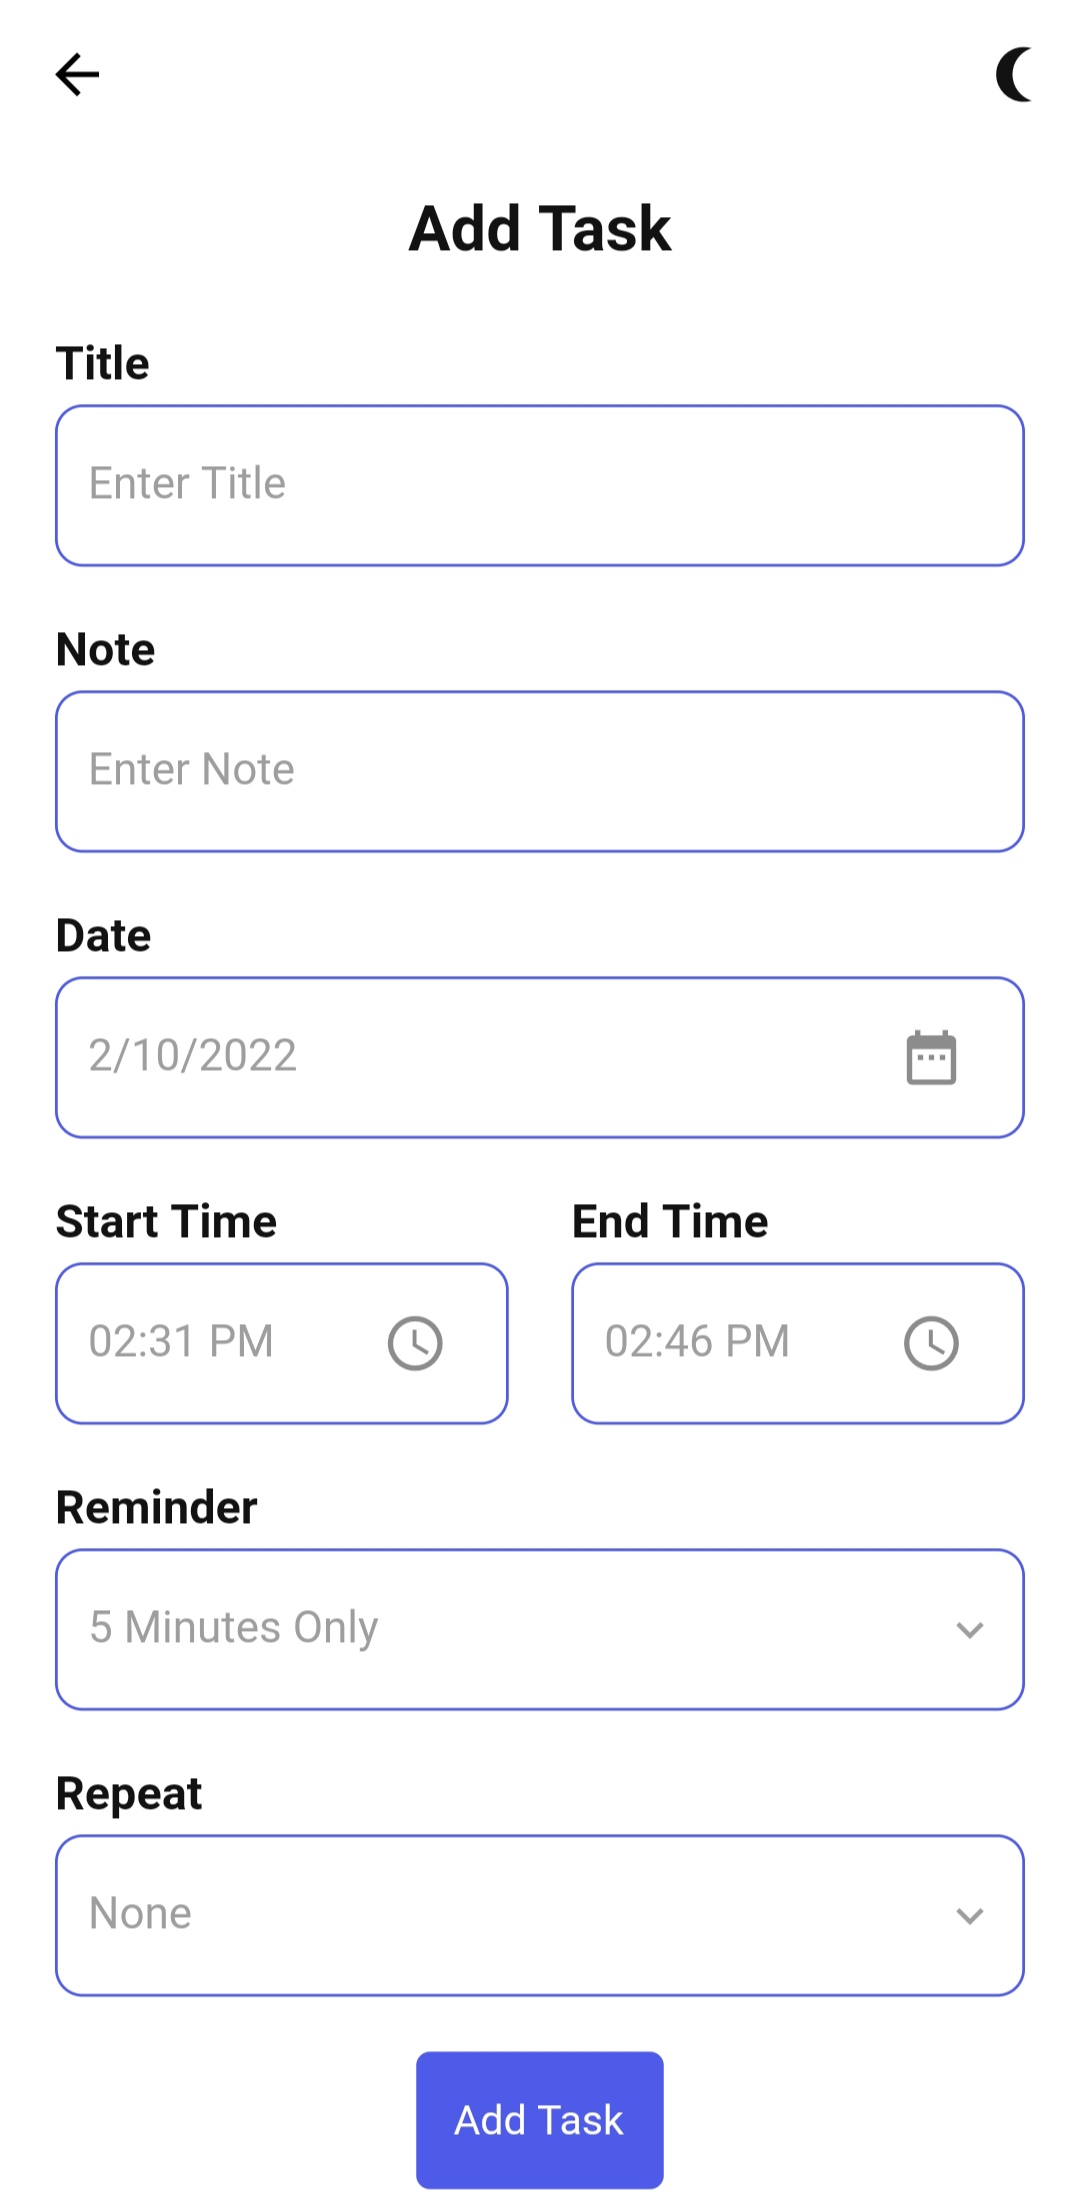 Add Task
Title
Enter Title
Note
Enter Note
Date
2/10/2022
Start Time End Time
02:31 PM 02:46 PM
Reminder
5 Minutes Only
Repeat
None
Add Task